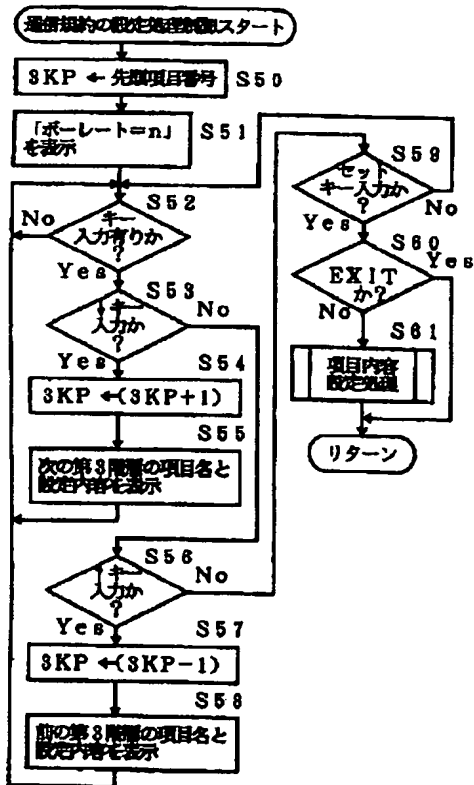 通信規約の設定処理制御スタート
3KP ← 先頭項目番号
S50
「ボーレート=n」
を表示
S51
S52
キー
入力有りか
?
No
Yes
S53
キー
入力か
?
No
Yes
S54
3KP ←(3KP+1)
S55
次の第3階層の項目名と
設定内容を表示
S56
キー
入力か
?
No
Yes
S57
3KP ←(3KP-1)
S58
前の第3階層の項目名と
設定内容を表示
S59
セット
キー入力か
?
No
Yes
S60
EXIT
か?
Yes
No
S61
項目内容
設定処理
リターン